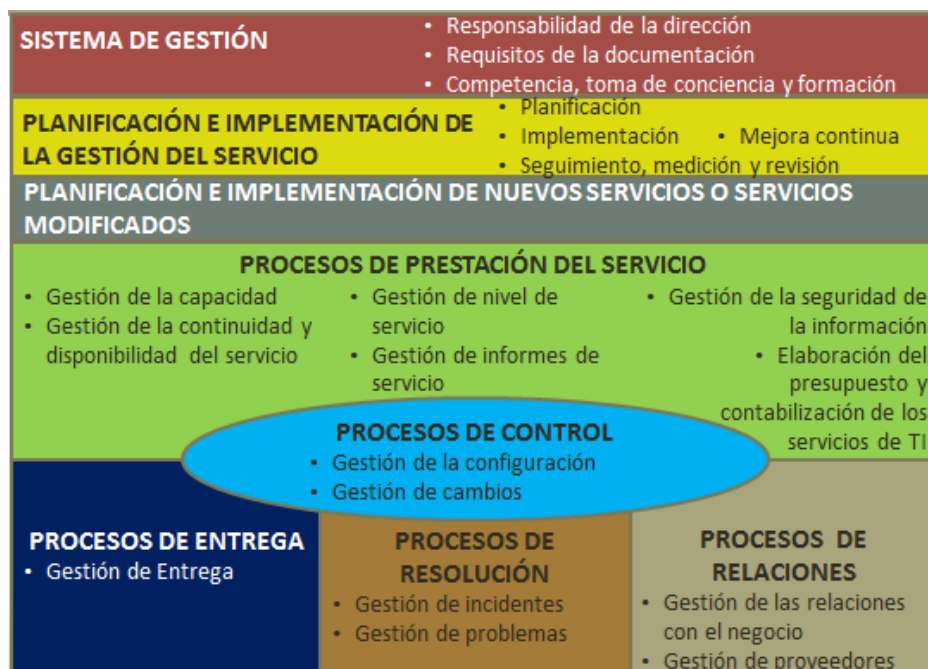 SISTEMA DE GESTIÓN
• Responsabilidad de la dirección
• Requisitos de la documentación
• Competencia, toma de conciencia y formación
PLANIFICACIÓN E IMPLEMENTACIÓN DE
LA GESTIÓN DEL SERVICIO
• Planificación
• Implementación • Mejora continua
• Seguimiento, medición y revisión
PLANIFICACIÓN E IMPLEMENTACIÓN DE NUEVOS SERVICIOS O SERVICIOS
MODIFICADOS
PROCESOS DE PRESTACIÓN DEL SERVICIO
• Gestión de la capacidad
• Gestión de la continuidad y
disponibilidad del servicio
• Gestión de nivel de
servicio
• Gestión de informes de
servicio
• Gestión de la seguridad de
la información
• Elaboración del
presupuesto y
contabilización de los
servicios de TI
PROCESOS DE CONTROL
• Gestión de la configuración
• Gestión de cambios
PROCESOS DE ENTREGA
• Gestión de Entrega
PROCESOS DE
RESOLUCIÓN
• Gestión de incidentes
• Gestión de problemas
PROCESOS DE
RELACIONES
• Gestión de las relaciones
con el negocio
• Gestión de proveedores